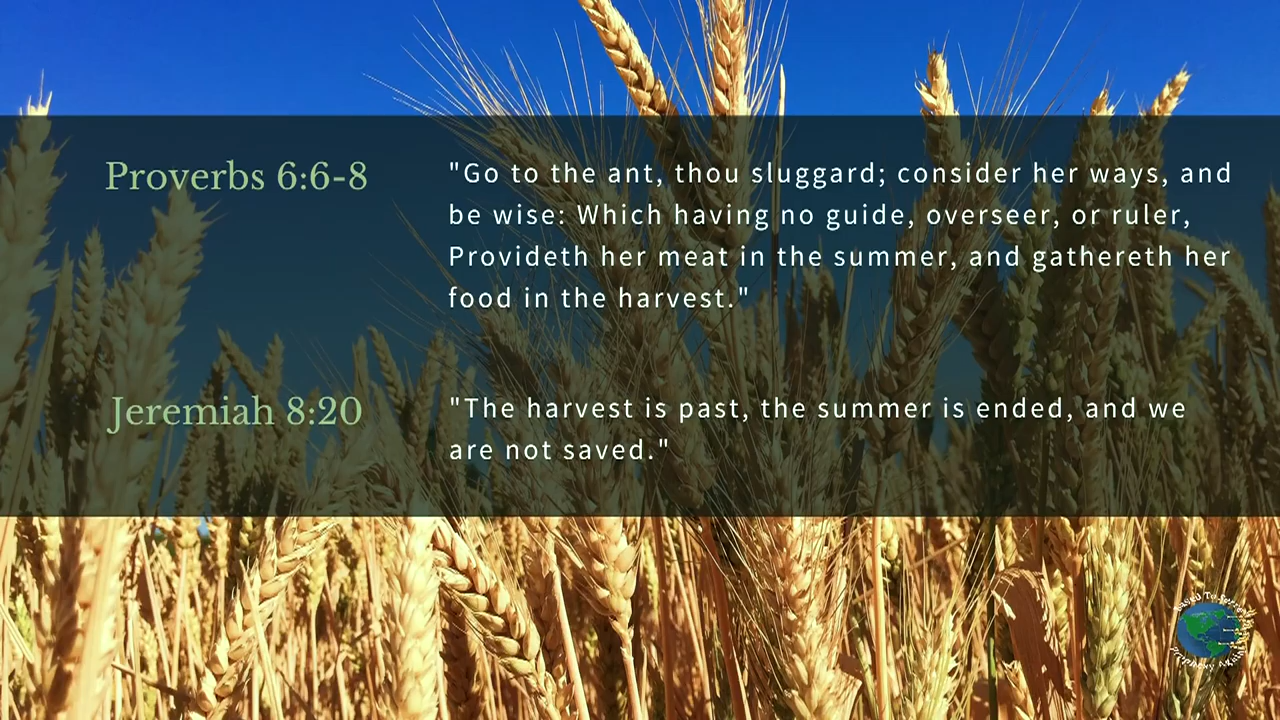 Proverbs 6:6-8
"Go to the ant, thou sluggard; consider her ways, and
be wise: Which having no guide, overseer, or ruler,
Provideth her meat in the summer, and gathereth her
food in the harvest."
Jeremiah 8:20
"The harvest is past, the summer is ended, and we
are not saved."
Prophecy Again